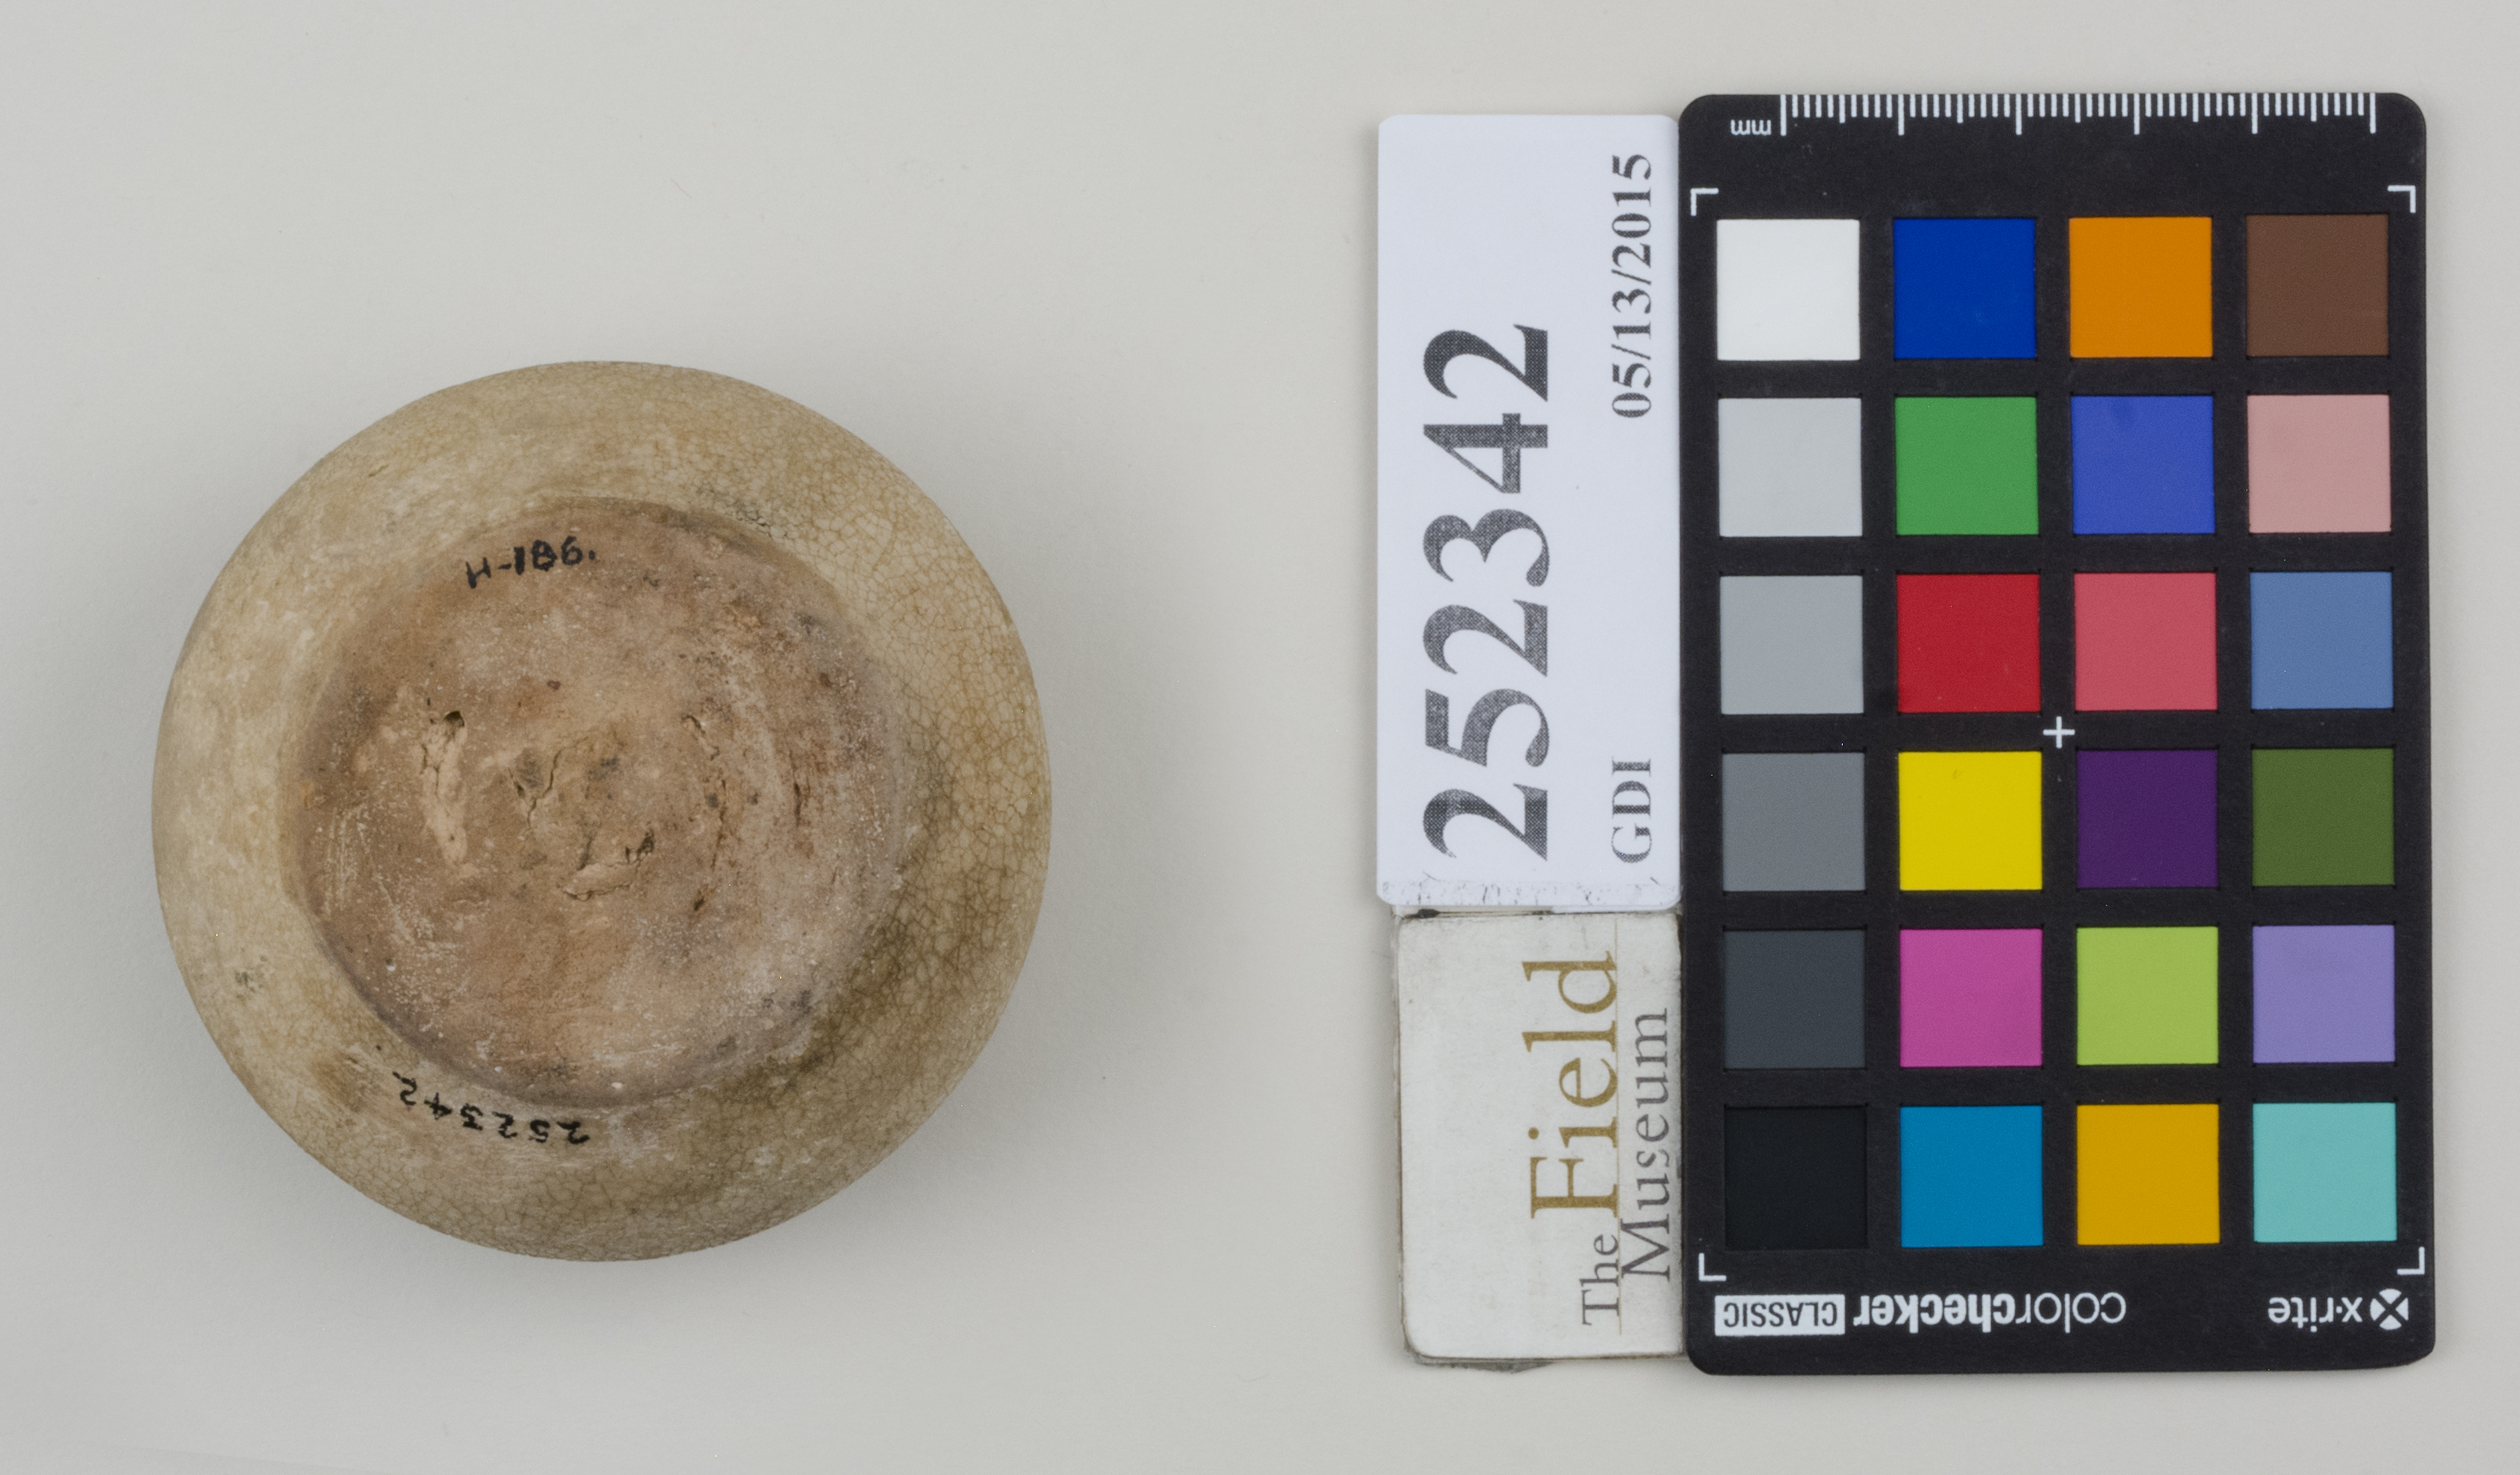 H-186.
252342
252342
05/13/2015
GDI
The Field
Museum
mm
x·rite
colorchecker CLASSIC